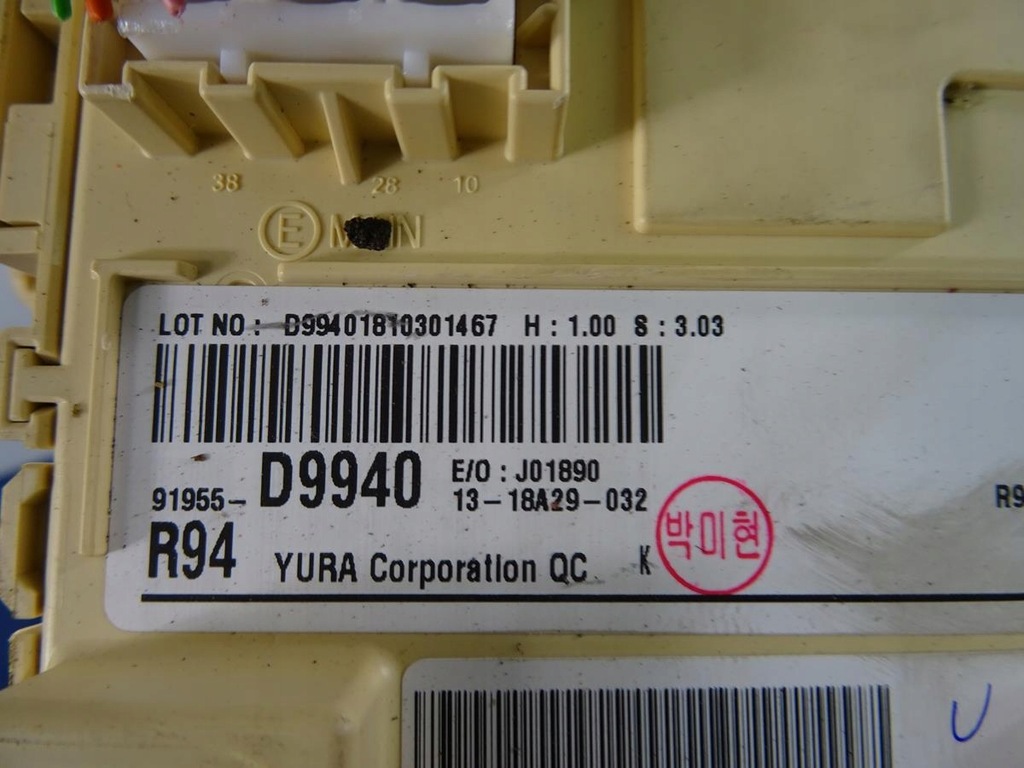 38 28 10
E
LOT NO : D99401810301467 H : 1.00 S : 3.03
91955-D9940 E/O : J01890
13-18A29-032
R94 YURA Corporation QC K 박미현
R9
U